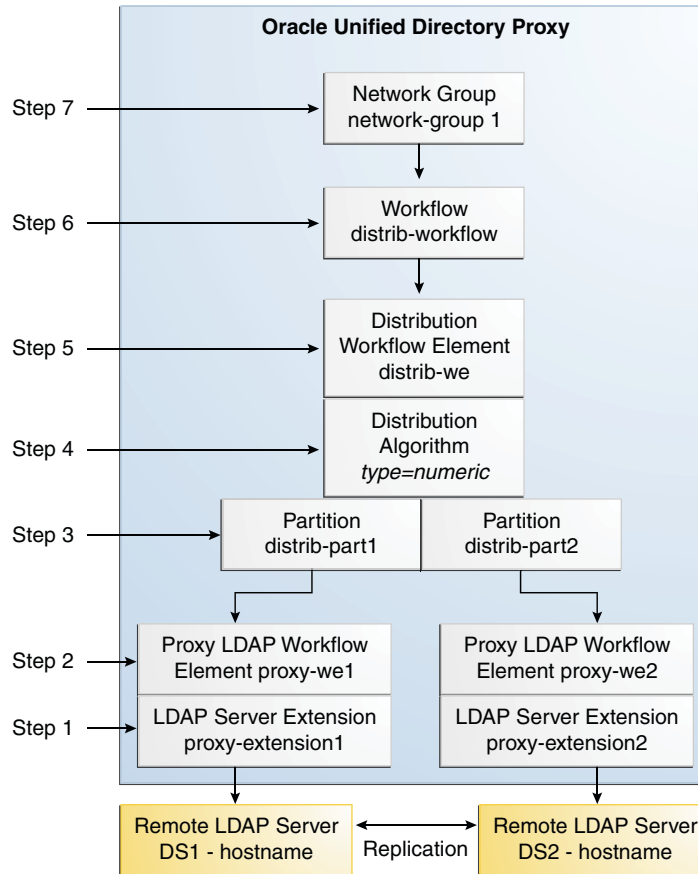 Oracle Unified Directory Proxy
Step 7
Network Group
network-group 1
Step 6
Workflow
distrib-workflow
Step 5
Distribution
Workflow Element
distrib-we
Step 4
Distribution
Algorithm
type=numeric
Step 3
Partition
distrib-part1
Partition
distrib-part2
Step 2
Proxy LDAP Workflow
Element proxy-we1
Proxy LDAP Workflow
Element proxy-we2
Step 1
LDAP Server Extension
proxy-extension1
LDAP Server Extension
proxy-extension2
Remote LDAP Server
DS1 - hostname
Replication
Remote LDAP Server
DS2 - hostname